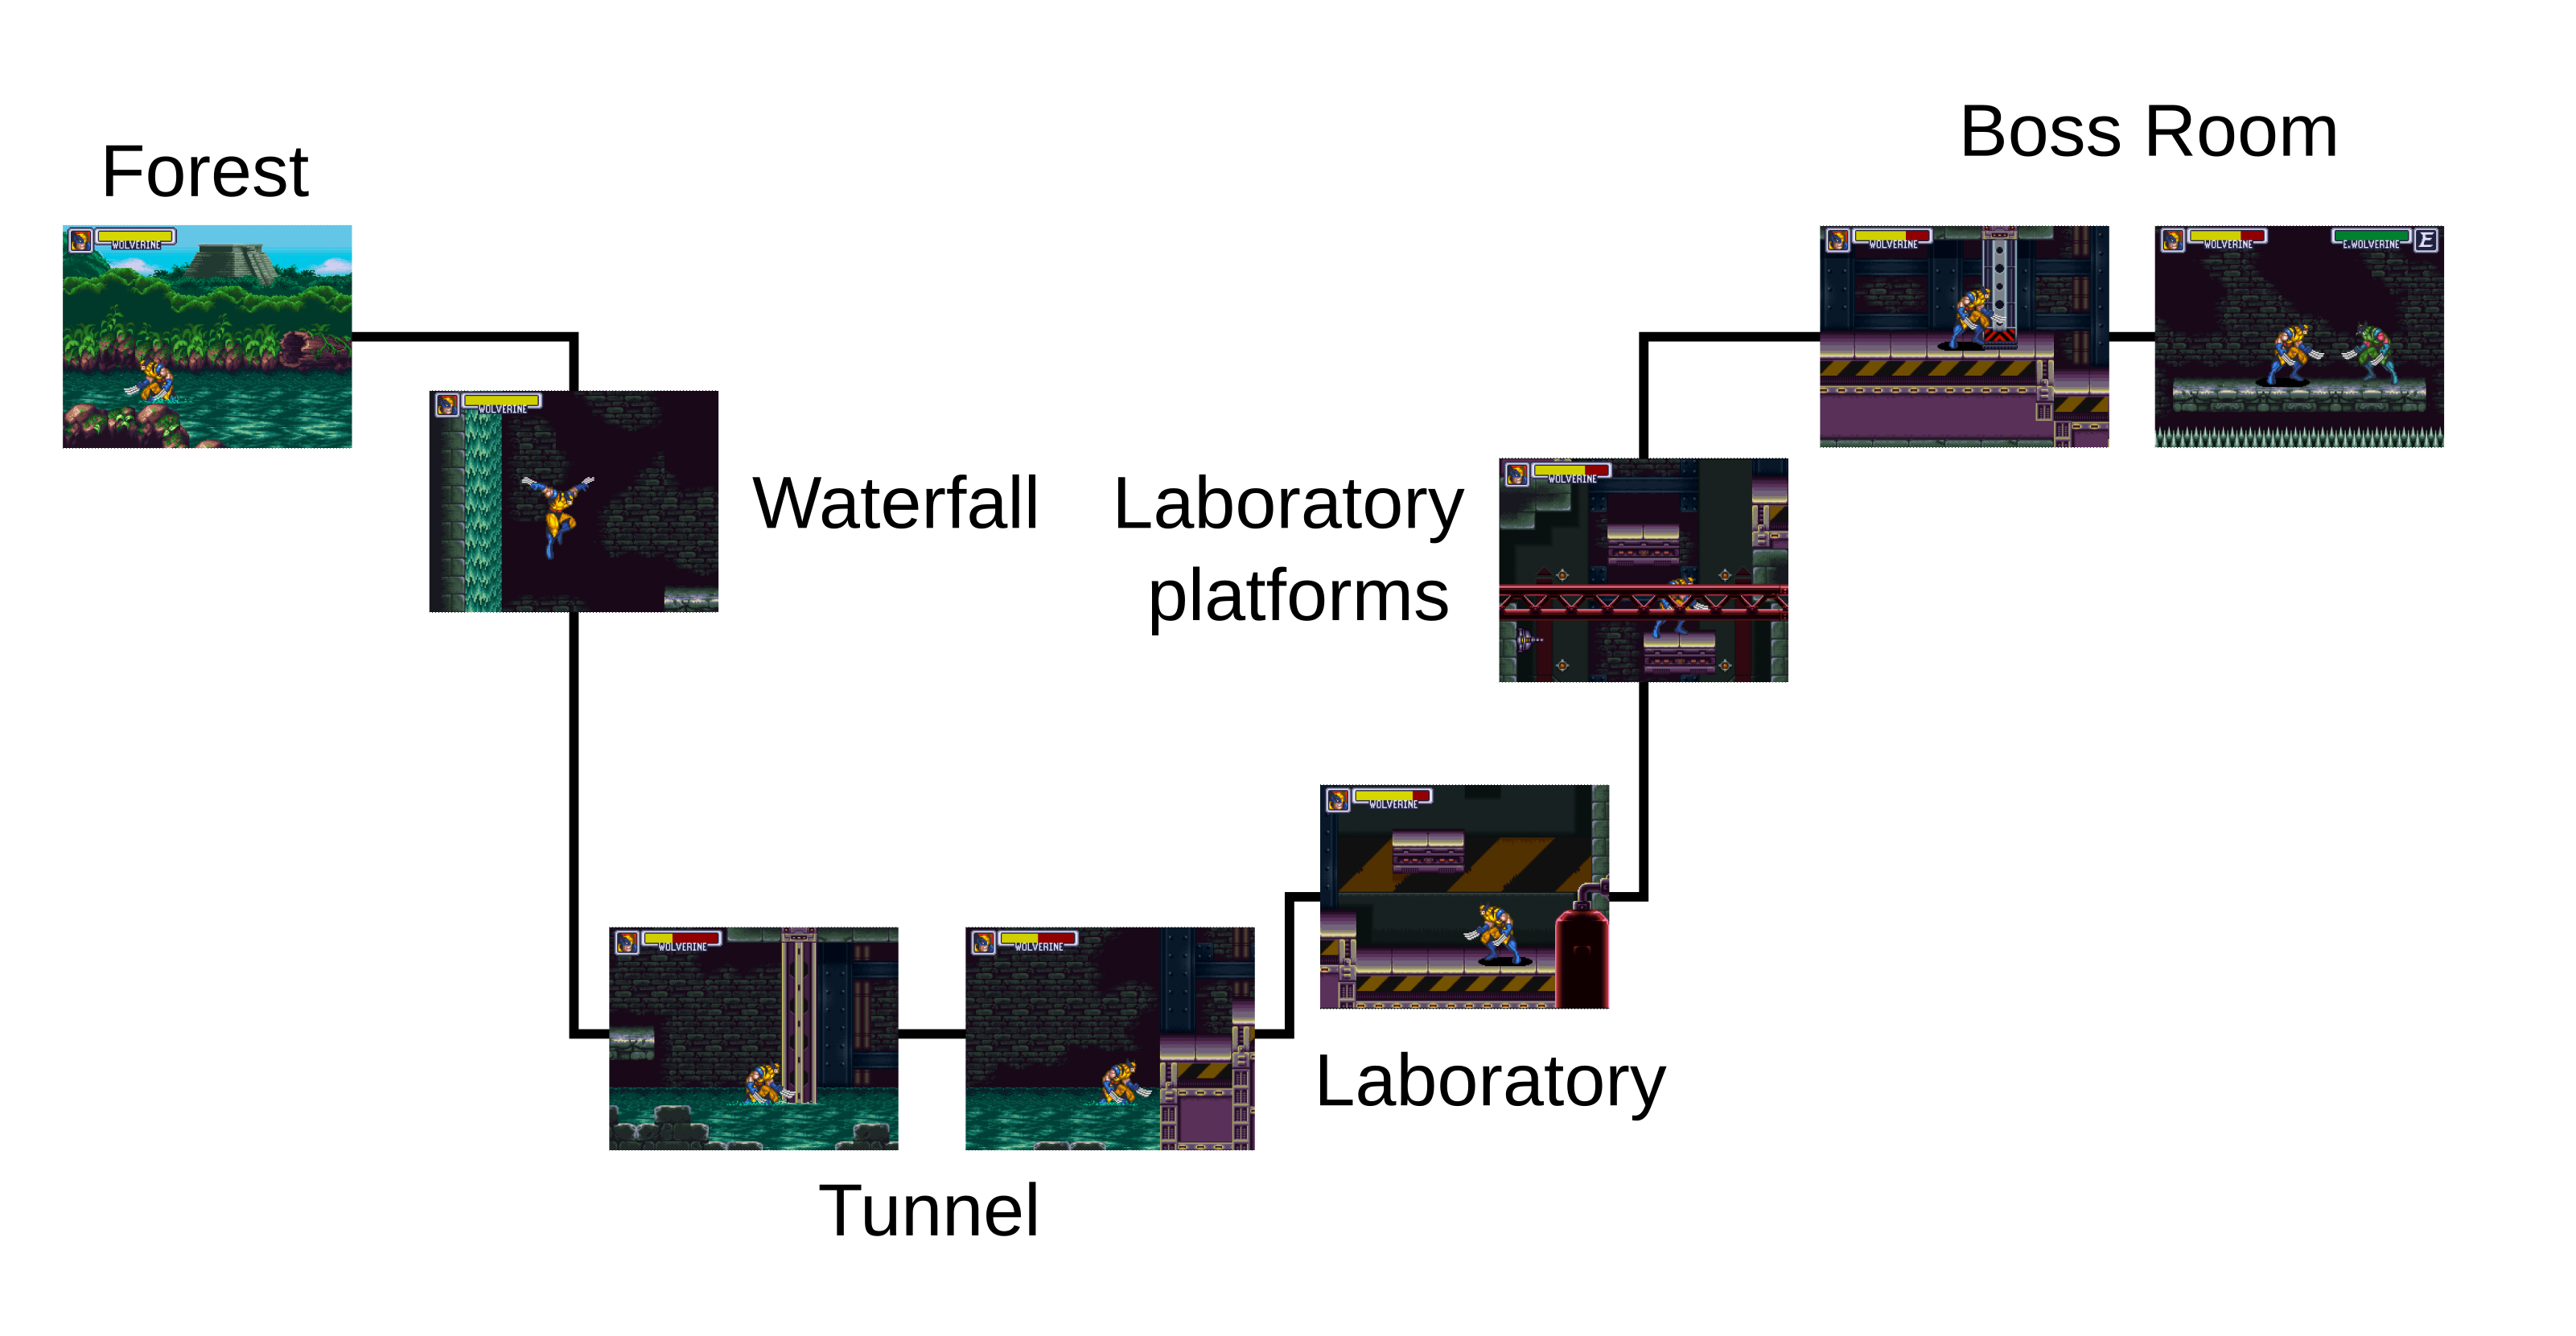 Forest
WOLVERINE
WOLVERINE
Waterfall
WOLVERINE
WOLVERINE
Tunnel
WOLVERINE
Laboratory
Laboratory
platforms
WOLVERINE
Boss Room
WOLVERINE
WOLVERINE
E.WOLVERINE
E